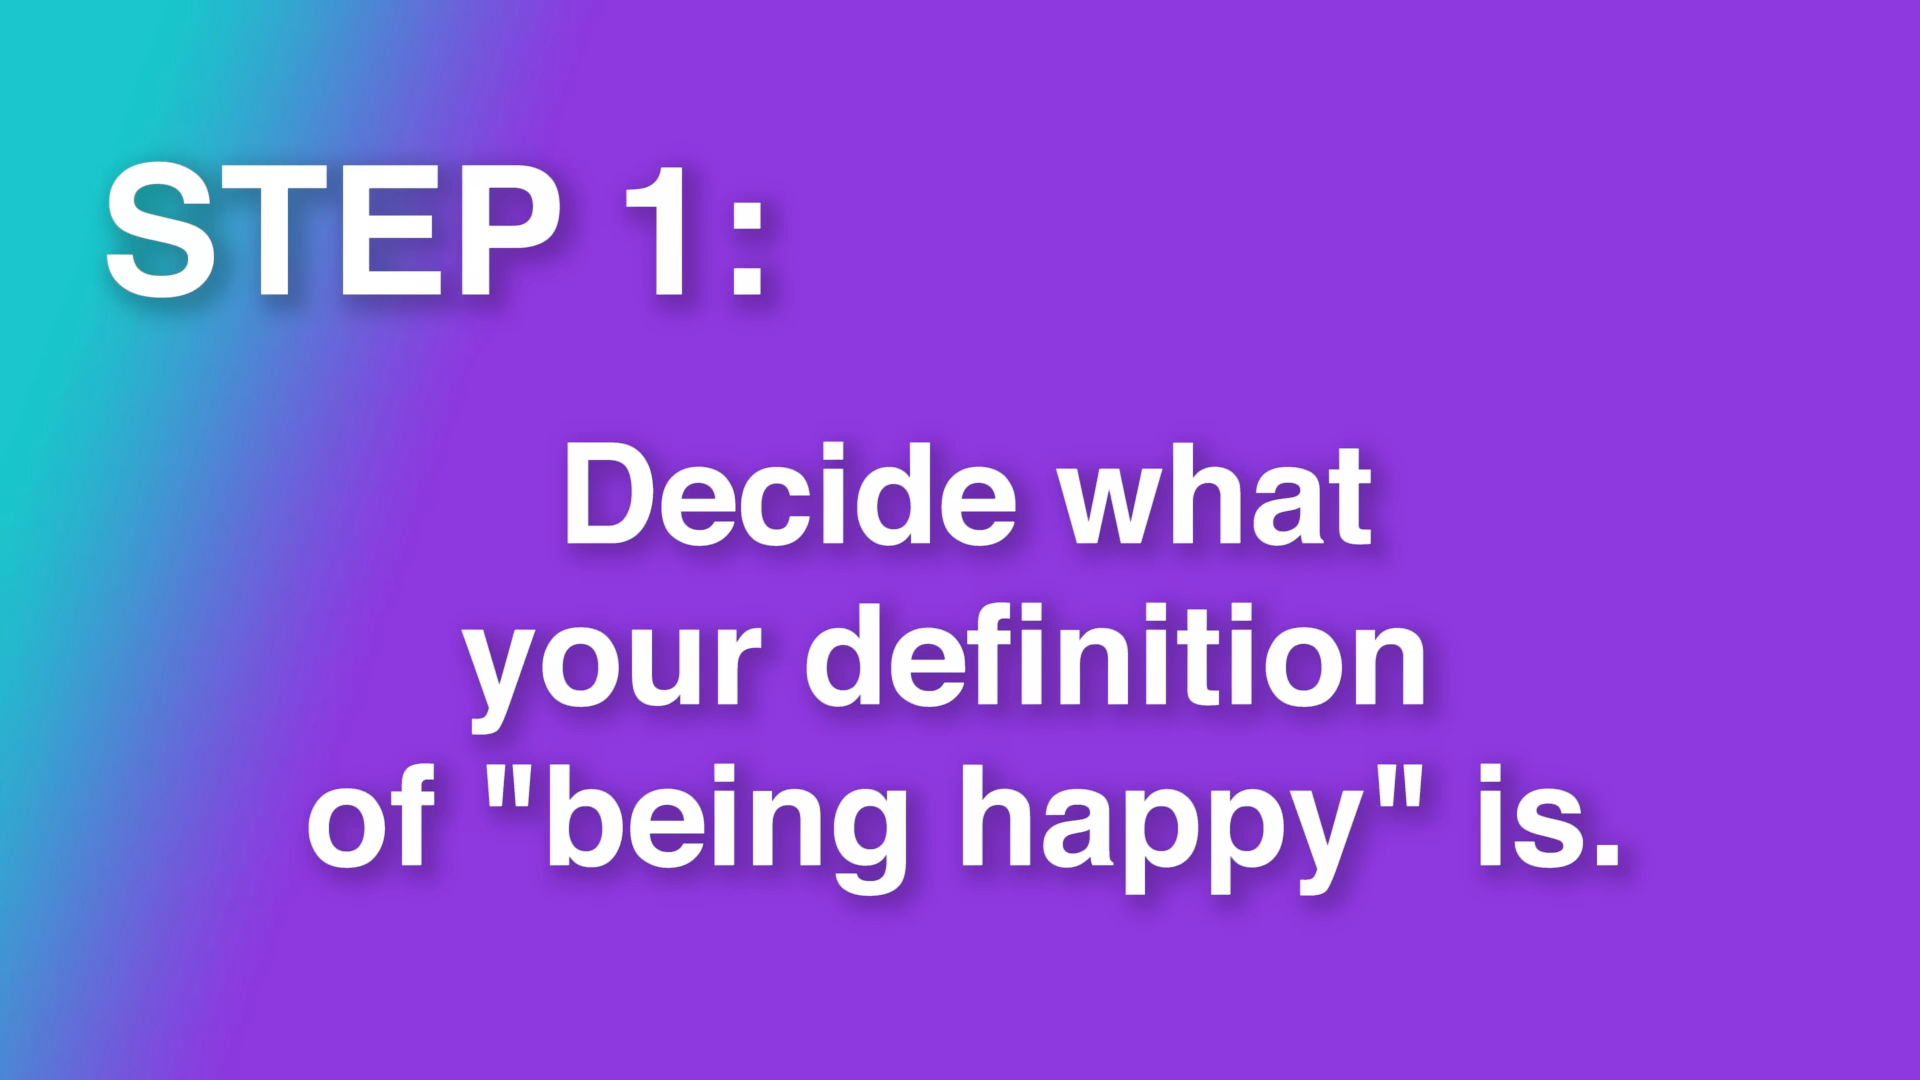 STEP 1:
Decide what
your definition
of "being happy" is.